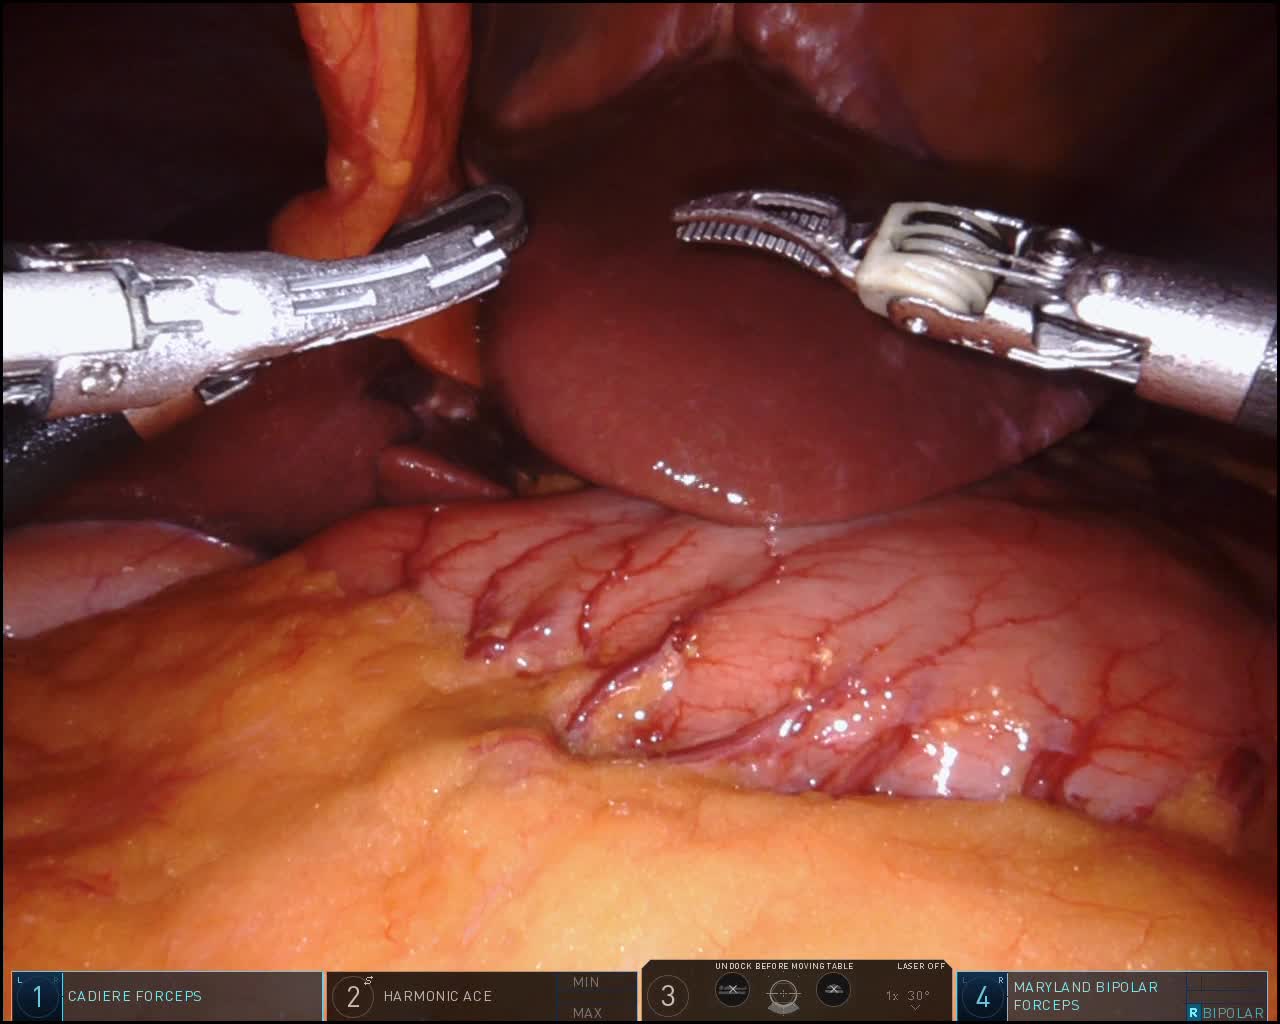 UNDOCK BEFORE MOVING TABLE LASER OFF
L R
1 CADIERE FORCEPS
2 S HARMONIC ACE MIN
MAX
3 1x 30°
L R
4 MARYLAND BIPOLAR
FORCEPS
R BIPOLAR